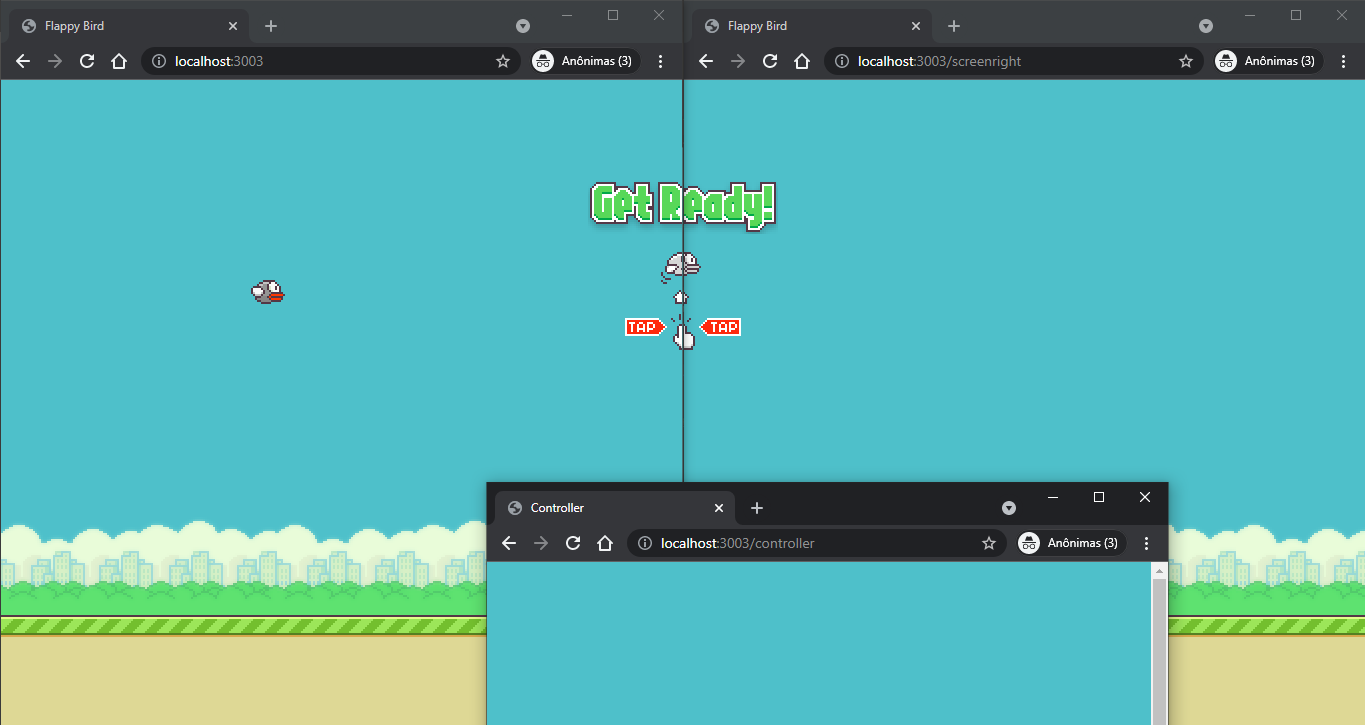 Flappy Bird
localhost:3003
Anônimas (3)
Flappy Bird
localhost:3003/screenright
Anônimas (3)
Get Ready!
TAP TAP
Controller
localhost:3003/controller
Anônimas (3)